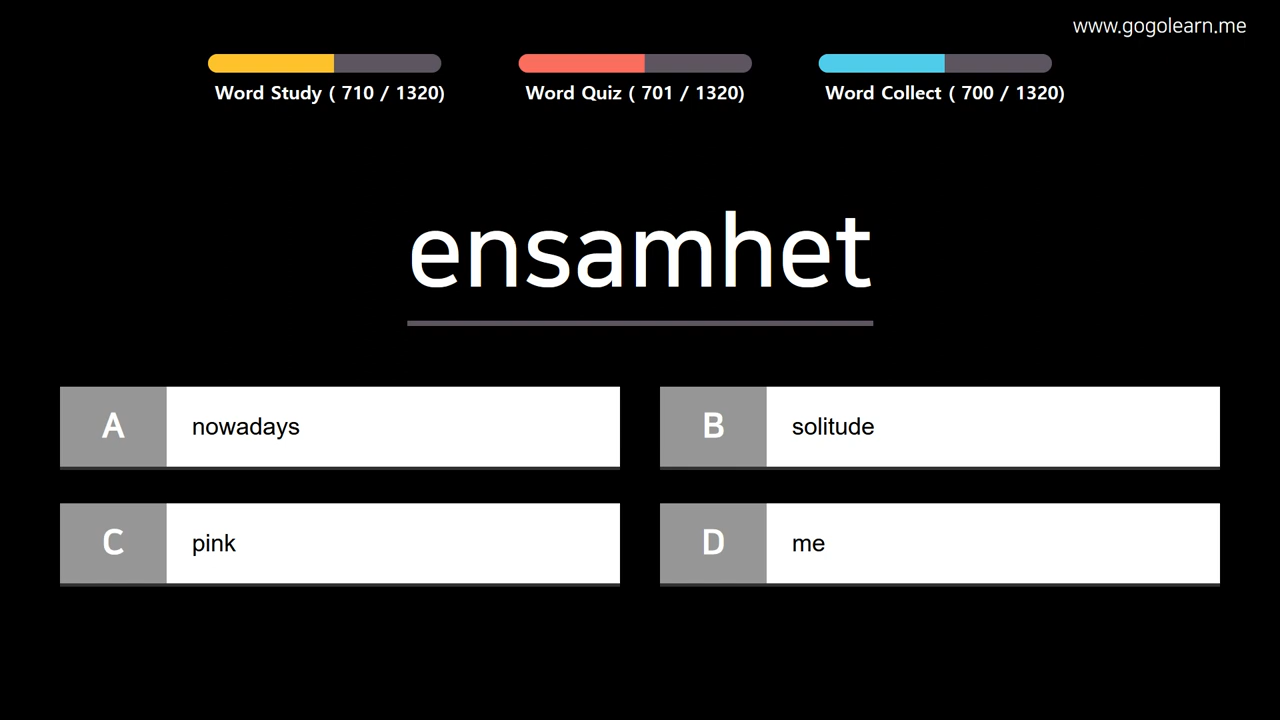 www.gogolearn.me
Word Study ( 710 / 1320)
Word Quiz ( 701 / 1320)
Word Collect ( 700 / 1320)
ensamhet
A nowadays
B solitude
C pink
D me